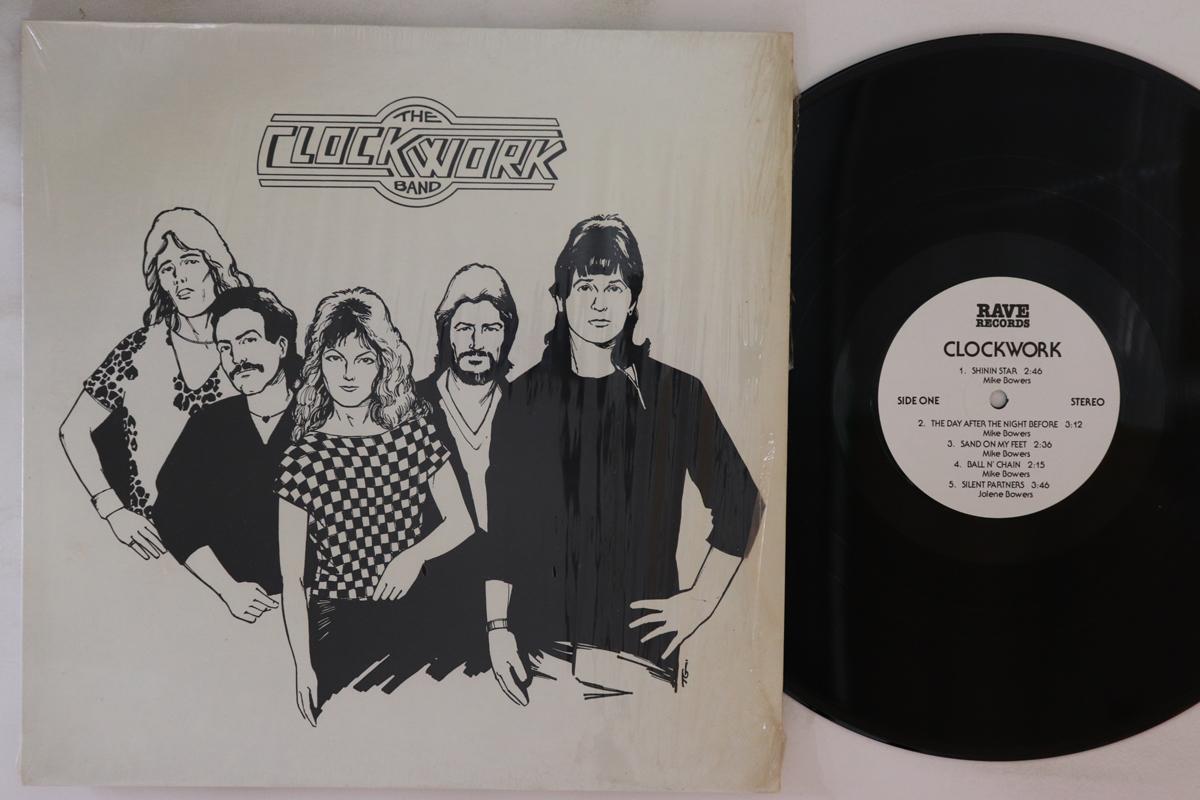 THE
CLOCKWORK
BAND
TG.
RAVE
RECORDS
CLOCKWORK
1. SHININ STAR 2:46
Mike Bowers
SIDE ONE STEREO
2. THE DAY AFTER THE NIGHT BEFORE 3:12
Mike Bowers
3. SAND ON MY FEET 2:36
Mike Bowers
4. BALL N' CHAIN 2:15
Mike Bowers
5. SILENT PARTNERS 3:46
Jolene Bowers